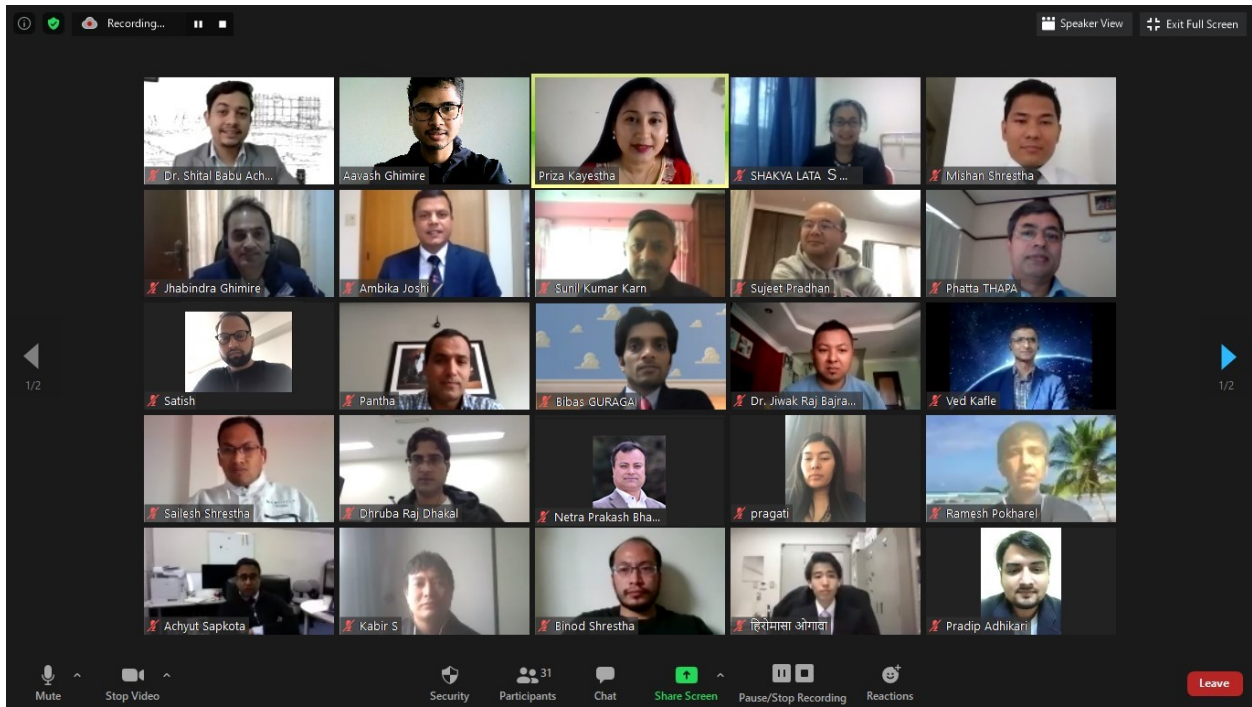 Recording...
Speaker View
Exit Full Screen
Dr. Shital Babu Ach...
Aavash Ghimire
Priza Kayestha
SHAKYA LATA S...
Mishan Shrestha
Jhabindra Ghimire
Ambika Joshi
Sunil Kumar Karn
Sujeet Pradhan
Phatta THAPA
1/2
1/2
Satish
Pantha
Bibas GURAGAI
Dr. Jiwak Raj Bajra...
Ved Kafle
Sailesh Shrestha
Dhruba Raj Dhakal
Netra Prakash Bha...
pragati
Ramesh Pokharel
Achyut Sapkota
Kabir S
Binod Shrestha
हिरोमासा ओगावा
Pradip Adhikari
Mute
Stop Video
Security
Participants
31
Chat
Share Screen
Pause/Stop Recording
Reactions
Leave